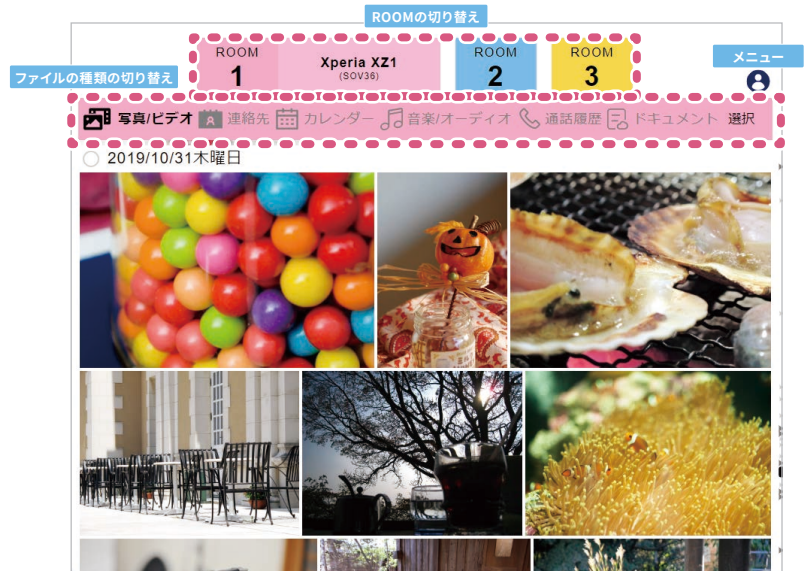 ROOMの切り替え
ROOM
1
Xperia XZ1
(SOV36)
ROOM
2
ROOM
3
メニュー
ファイルの種類の切り替え
写真/ビデオ 連絡先 カレンダー 音楽/オーディオ 通話履歴 ドキュメント 選択
2019/10/31木曜日